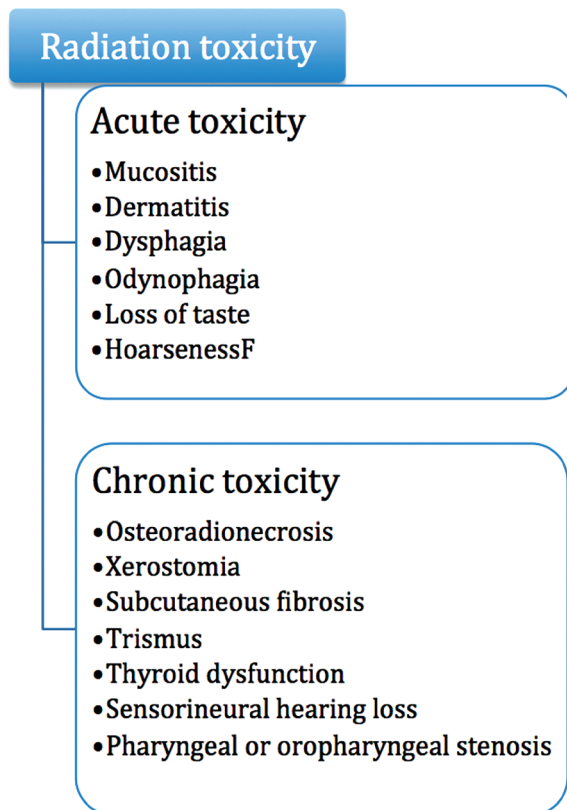 Radiation toxicity
Acute toxicity
•Mucositis
•Dermatitis
•Dysphagia
•Odynophagia
•Loss of taste
•HoarsenessF
Chronic toxicity
•Osteoradionecrosis
•Xerostomia
•Subcutaneous fibrosis
•Trismus
•Thyroid dysfunction
•Sensorineural hearing loss
•Pharyngeal or oropharyngeal stenosis